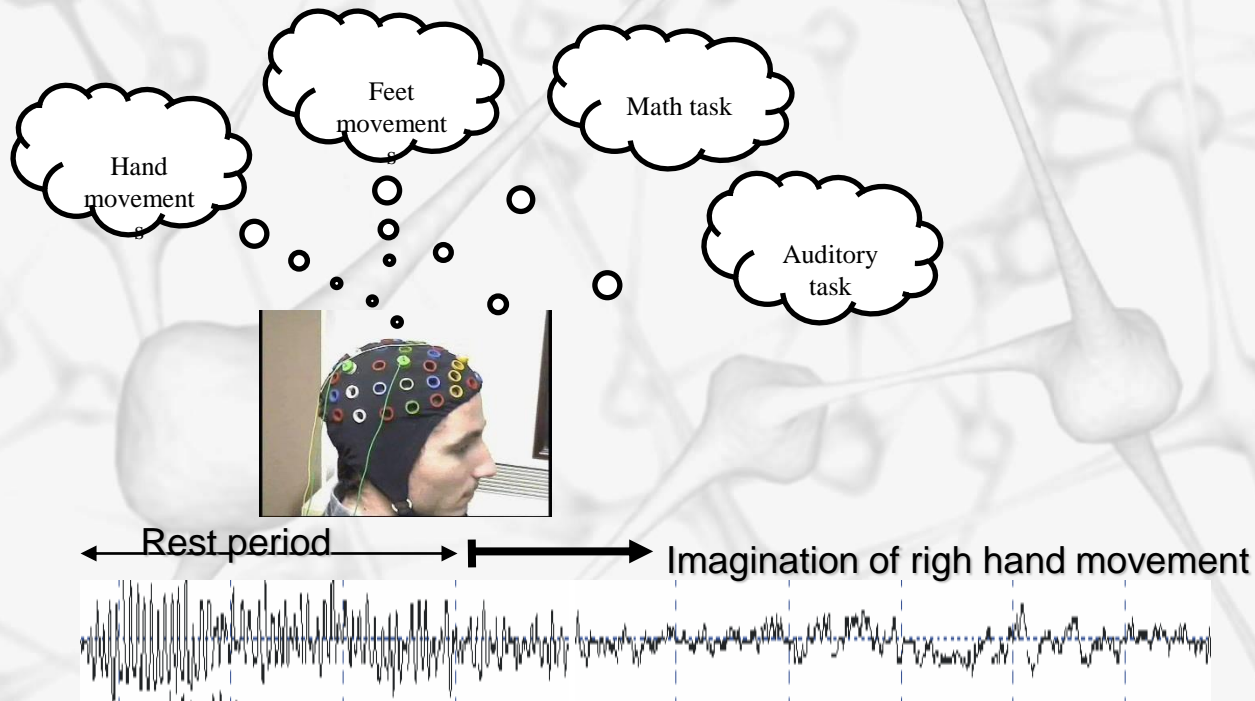 Feet
movement
s
Math task
Hand
movement
s
Auditory
task
Rest period
Imagination of righ hand movement